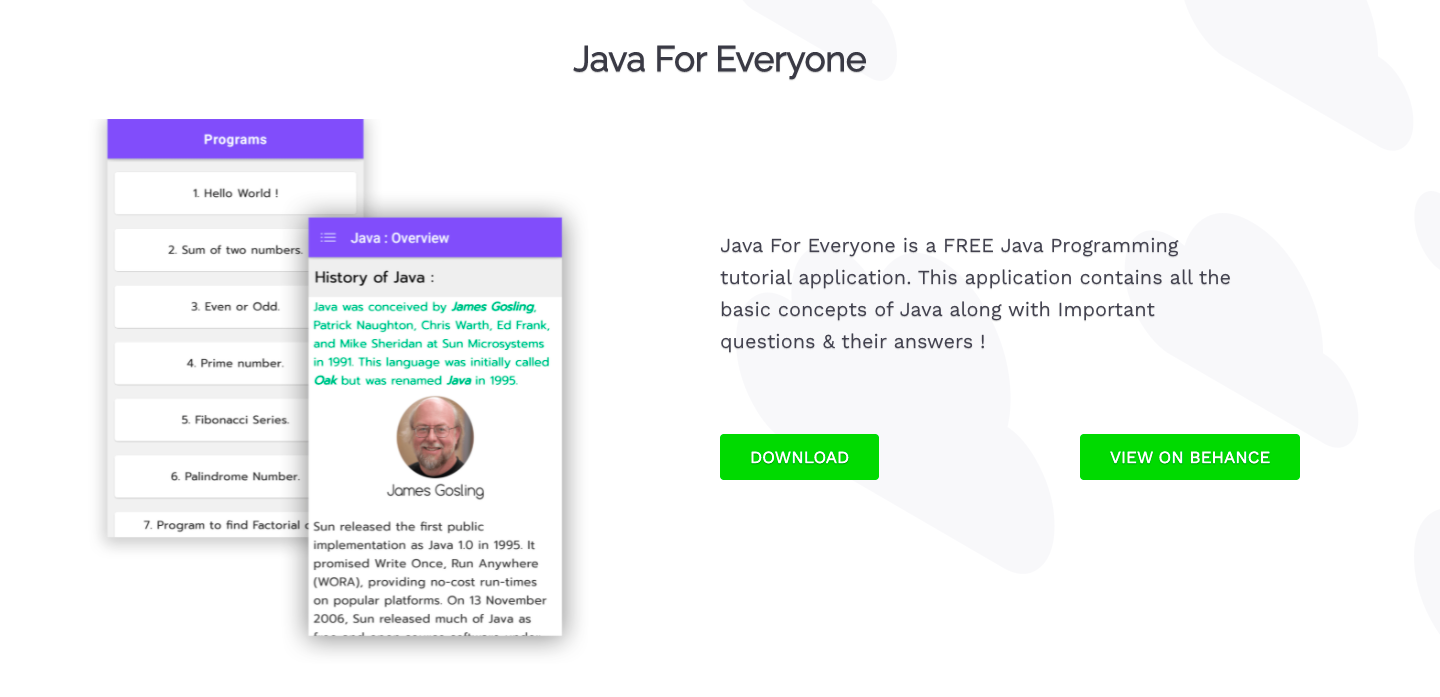 Java For Everyone
Programs
1. Hello World !
2. Sum of two numbers.
3. Even or Odd.
4. Prime number.
5. Fibonacci Series.
6. Palindrome Number.
7. Program to find Factorial
Java : Overview
History of Java :
Java was conceived by James Gosling,
Patrick Naughton, Chris Warth, Ed Frank,
and Mike Sheridan at Sun Microsystems
in 1991. This language was initially called
Oak but was renamed Java in 1995.
James Gosling
Sun released the first public
implementation as Java 1.0 in 1995. It
promised Write Once, Run Anywhere
(WORA), providing no-cost run-times
on popular platforms. On 13 November
2006, Sun released much of Java as
Java For Everyone is a FREE Java Programming
tutorial application. This application contains all the
basic concepts of Java along with Important
questions & their answers !
DOWNLOAD
VIEW ON BEHANCE